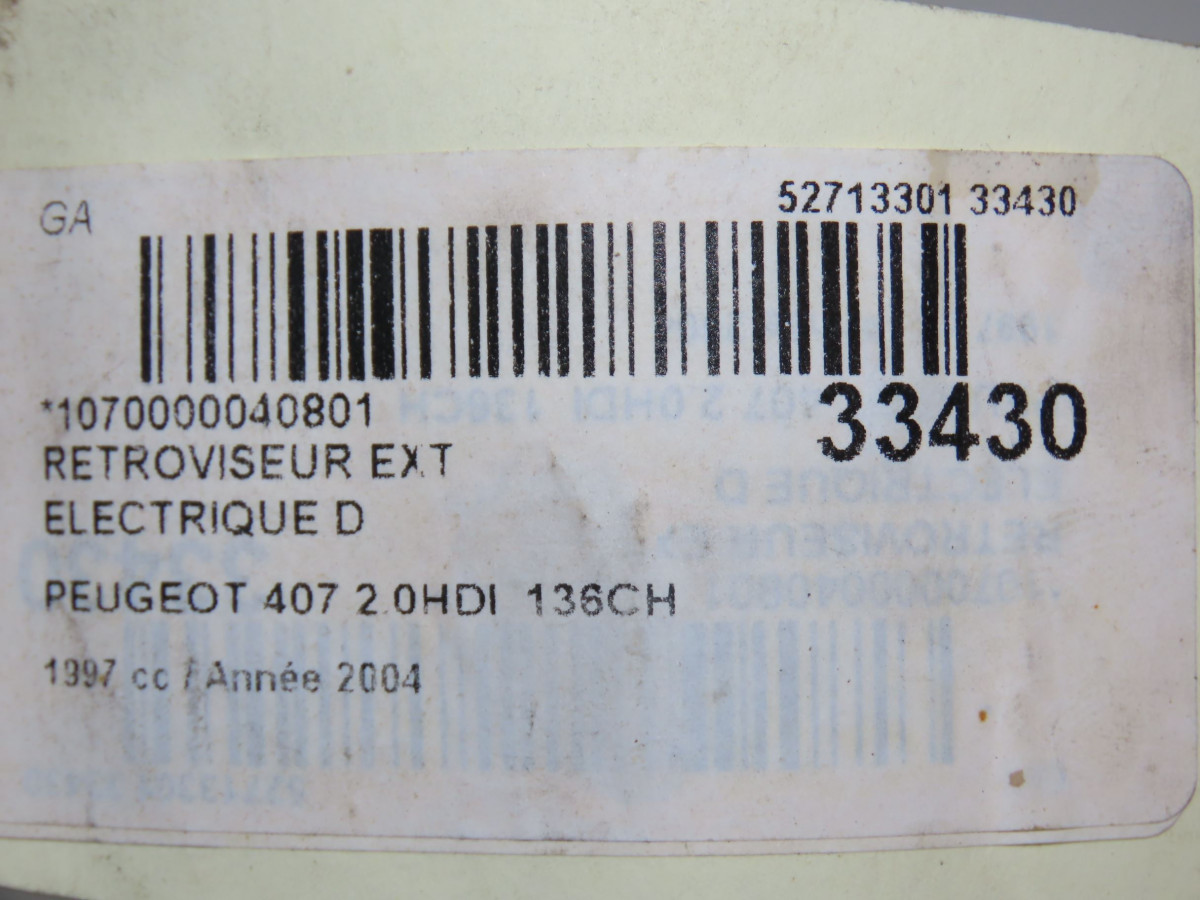 GA
52713301 33430
*1070000040801
33430
RETROVISEUR EXT
ELECTRIQUE D
PEUGEOT 407 2.0HDI 136CH
1997 cc / Année 2004